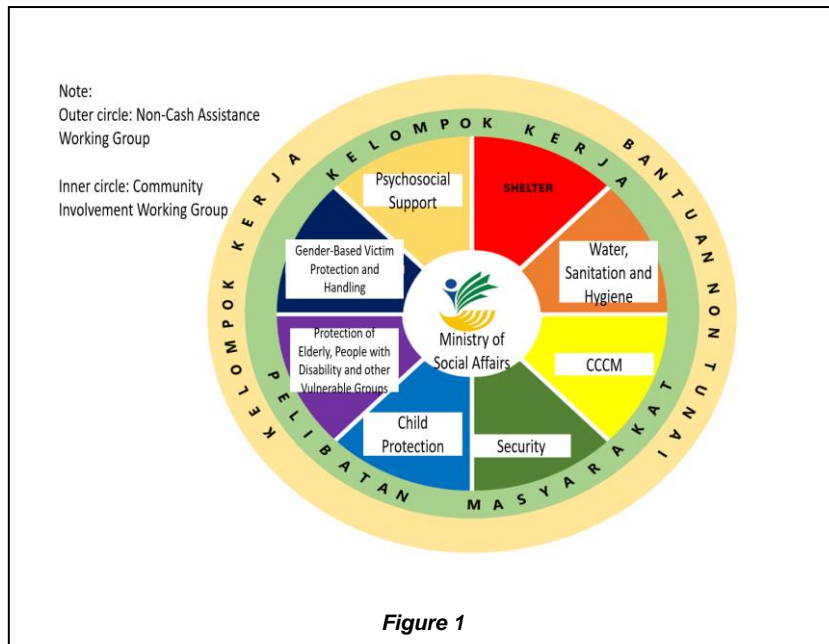 Note:
Outer circle: Non-Cash Assistance
Working Group
Inner circle: Community
Involvement Working Group
KELOMPOK KERJA BANTUAN NON TUNAI
KELOMPOK KERJA
PELIBATAN MASYARAKAT
Psychosocial
Support
SHELTER
Gender-Based Victim
Protection and
Handling
Water,
Sanitation and
Hygiene
Ministry of
Social Affairs
Protection of
Elderly, People with
Disability and other
Vulnerable Groups
CCCM
Child
Protection
Security
Figure 1